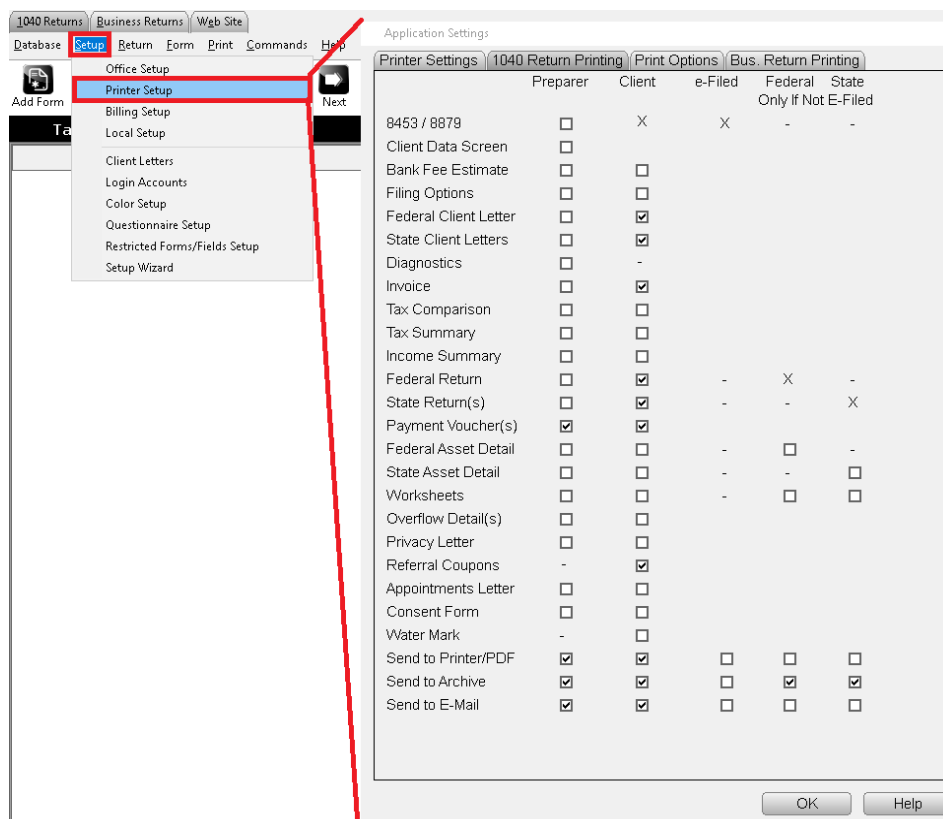 1040 Returns Business Returns Web Site
Database Setup Return Form Print Commands Help
Add Form
Next
Ta
Office Setup
Printer Setup
Billing Setup
Local Setup
Client Letters
Login Accounts
Color Setup
Questionnaire Setup
Restricted Forms/Fields Setup
Setup Wizard
Application Settings
Printer Settings 1040 Return Printing Print Options Bus. Return Printing
Preparer Client e-Filed Federal State
Only If Not E-Filed
8453 / 8879 X X - -
Client Data Screen
Bank Fee Estimate
Filing Options
Federal Client Letter
State Client Letters
Diagnostics -
Invoice
Tax Comparison
Tax Summary
Income Summary
Federal Return - X -
State Return(s) - - X
Payment Voucher(s)
Federal Asset Detail - -
State Asset Detail - -
Worksheets -
Overflow Detail(s)
Privacy Letter
Referral Coupons -
Appointments Letter
Consent Form
Water Mark -
Send to Printer/PDF
Send to Archive
Send to E-Mail
OK Help